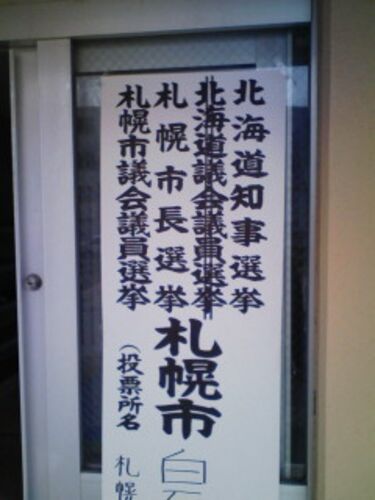 北海道知事選挙
北海道議会議員選挙
札幌市長選挙
札幌市議会議員選挙
札幌市
白石
（投票所名
札幌